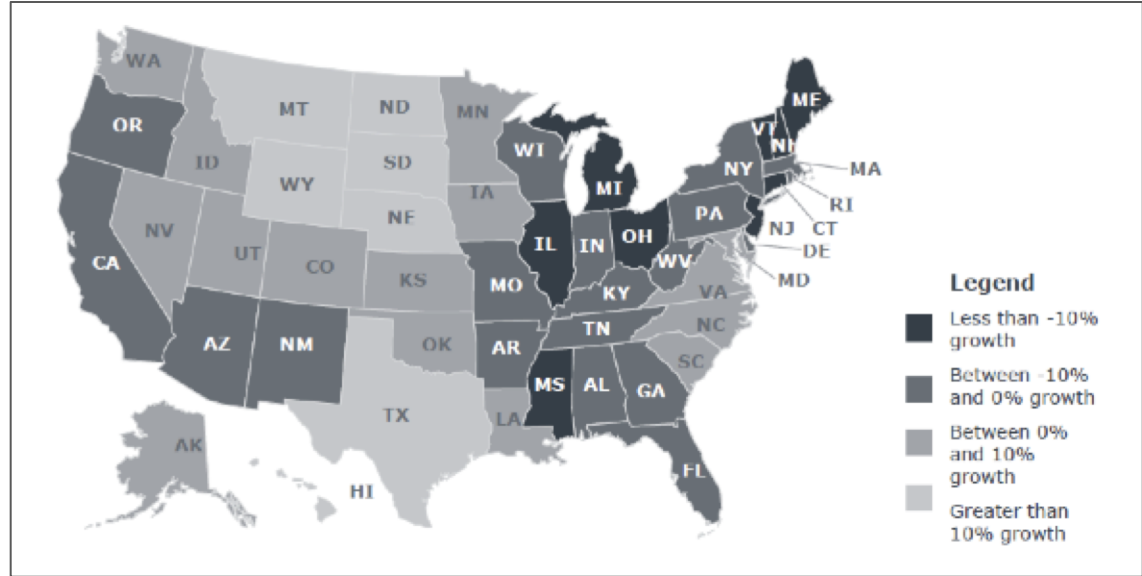 WA
MT
ND
MN
ME
OR
VT
NH
ID
SD
WI
NY
MA
WY
MI
RI
IA
PA
NE
NJ
CT
NV
OH
IL
IN
DE
UT
CO
WV
CA
MD
KS
MO
VA
KY
NC
TN
OK
AZ
NM
AR
SC
MS
AL
GA
TX
LA
AK
FL
HI
Legend
Less than -10%
growth
Between -10%
and 0% growth
Between 0%
and 10%
growth
Greater than
10% growth